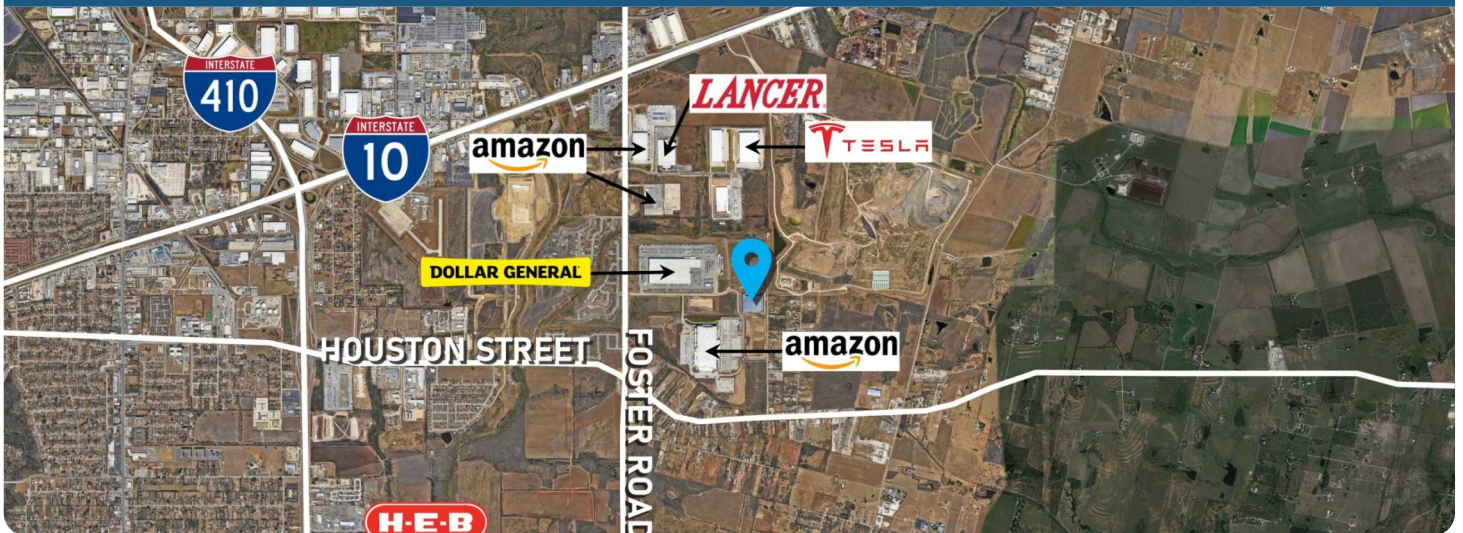 INTERSTATE
410
INTERSTATE
10
LANCER
amazon
TESLA
DOLLAR GENERAL
HOUSTON STREET
FOSTER ROAD
amazon
H-E-B